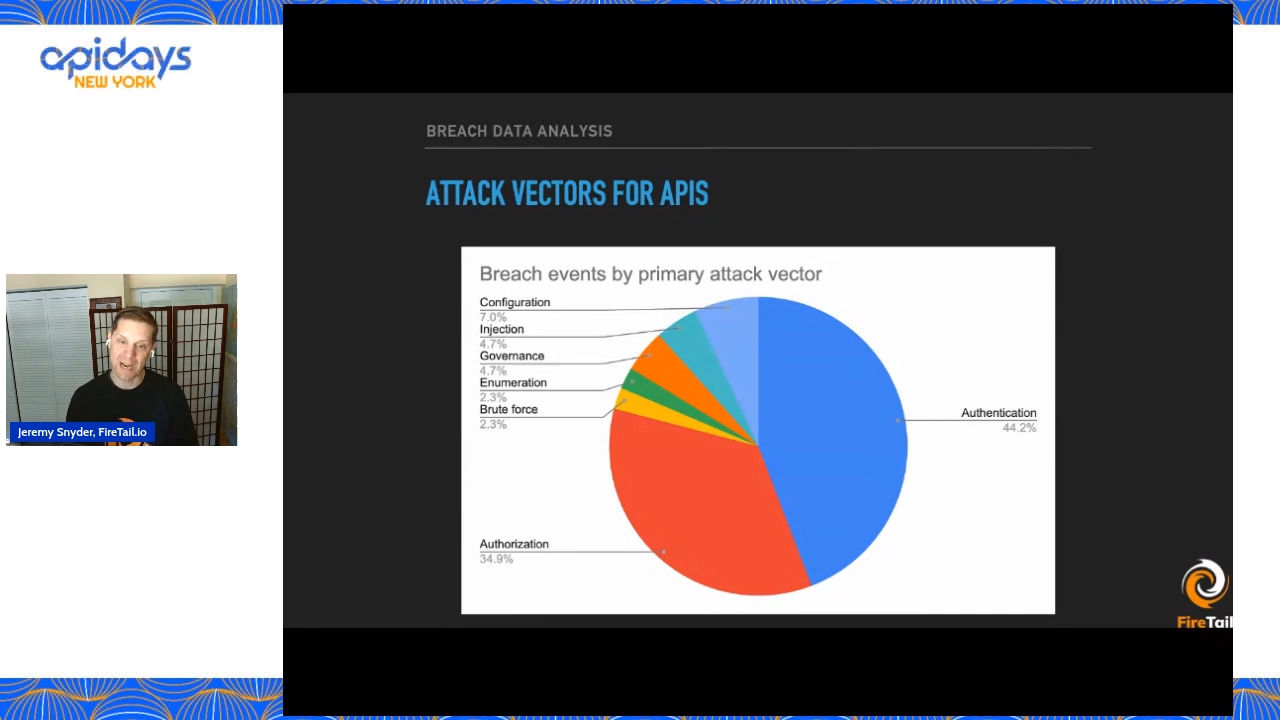 apidays
NEW YORK
BREACH DATA ANALYSIS
ATTACK VECTORS FOR APIS
Breach events by primary attack vector
Configuration
7.0%
Injection
4.7%
Governance
4.7%
Enumeration
2.3%
Brute force
2.3%
Authentication
44.2%
Authorization
34.9%
Jeremy Snyder, FireTail.io
FireTail